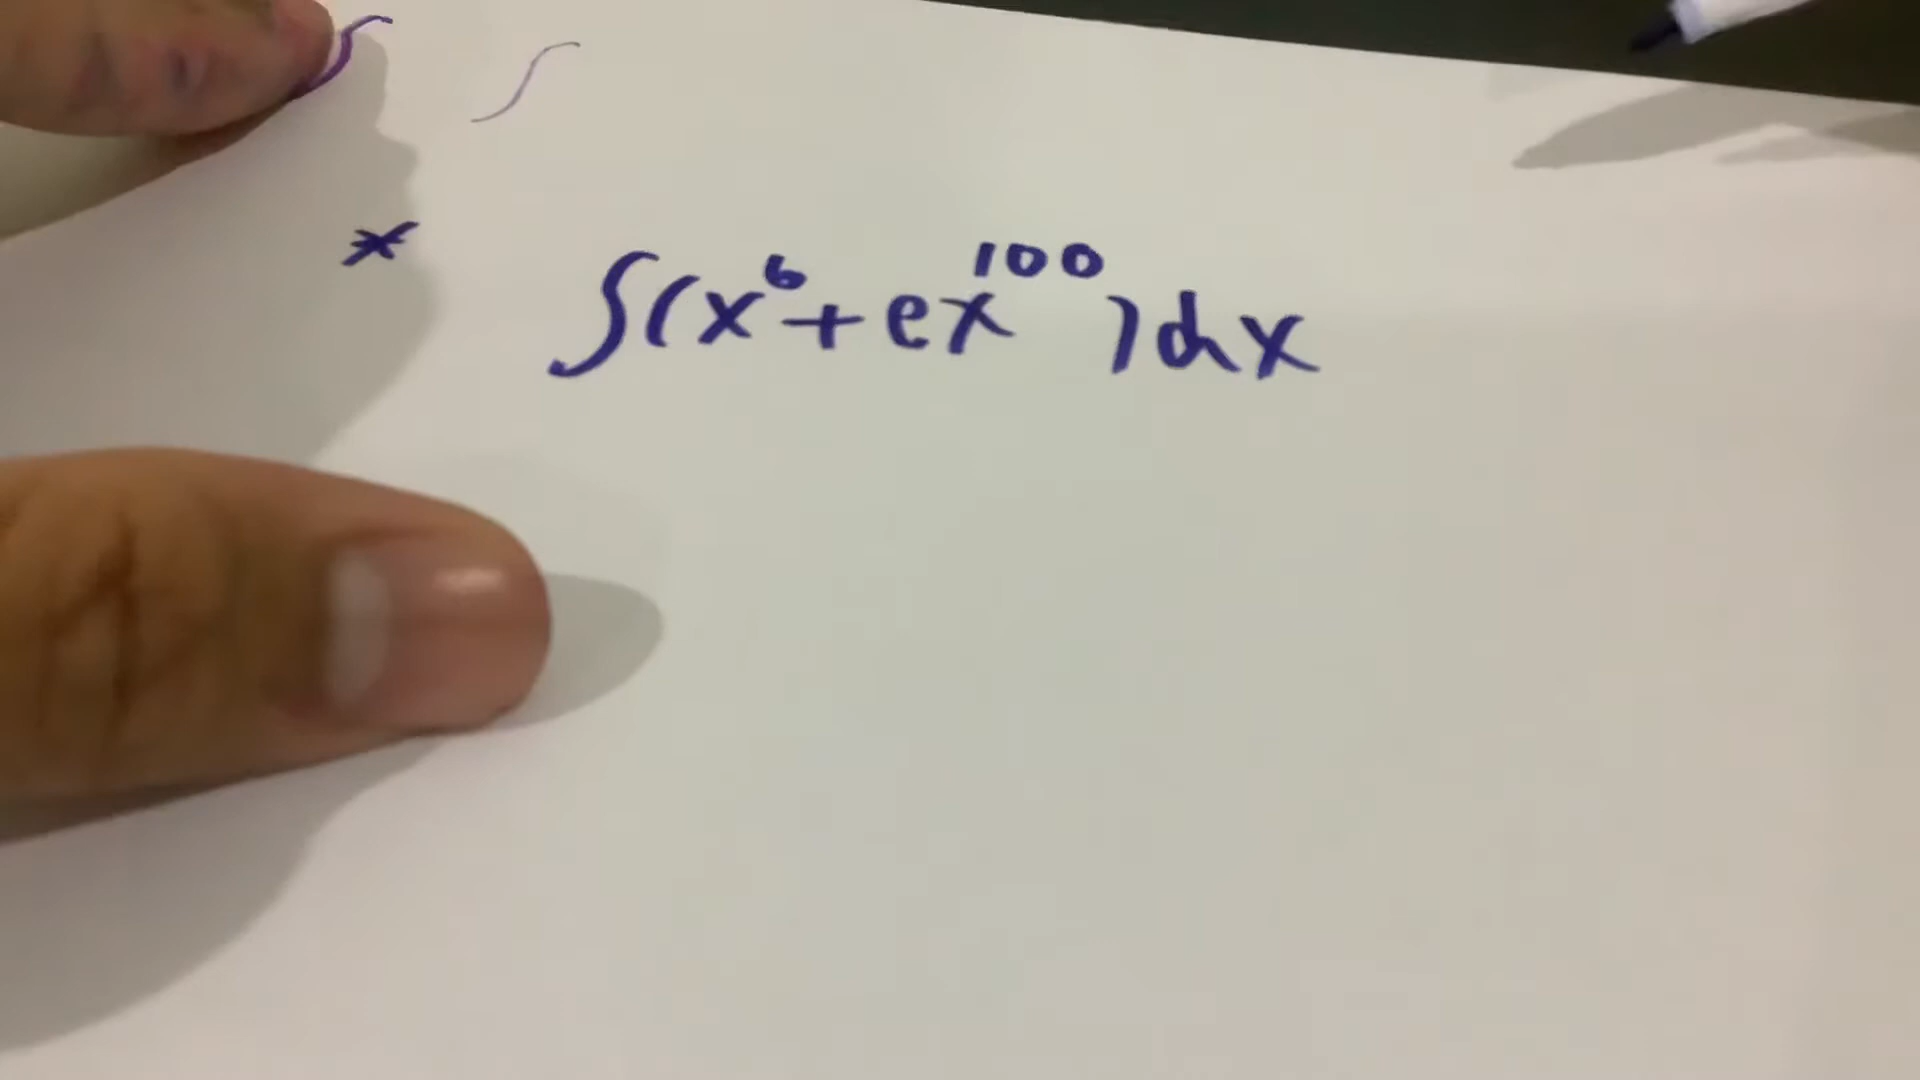 ∫ ∫
* ∫(x⁶+ex¹⁰⁰)dx